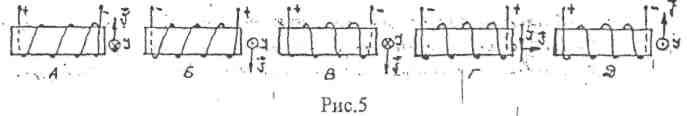 + - + - + - + - + -
А Б В Г Д
Рис.5